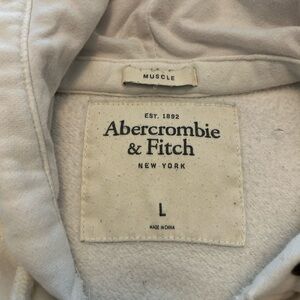 MUSCLE
EST. 1892
Abercrombie
& Fitch
NEW YORK
L
MADE IN CHINA